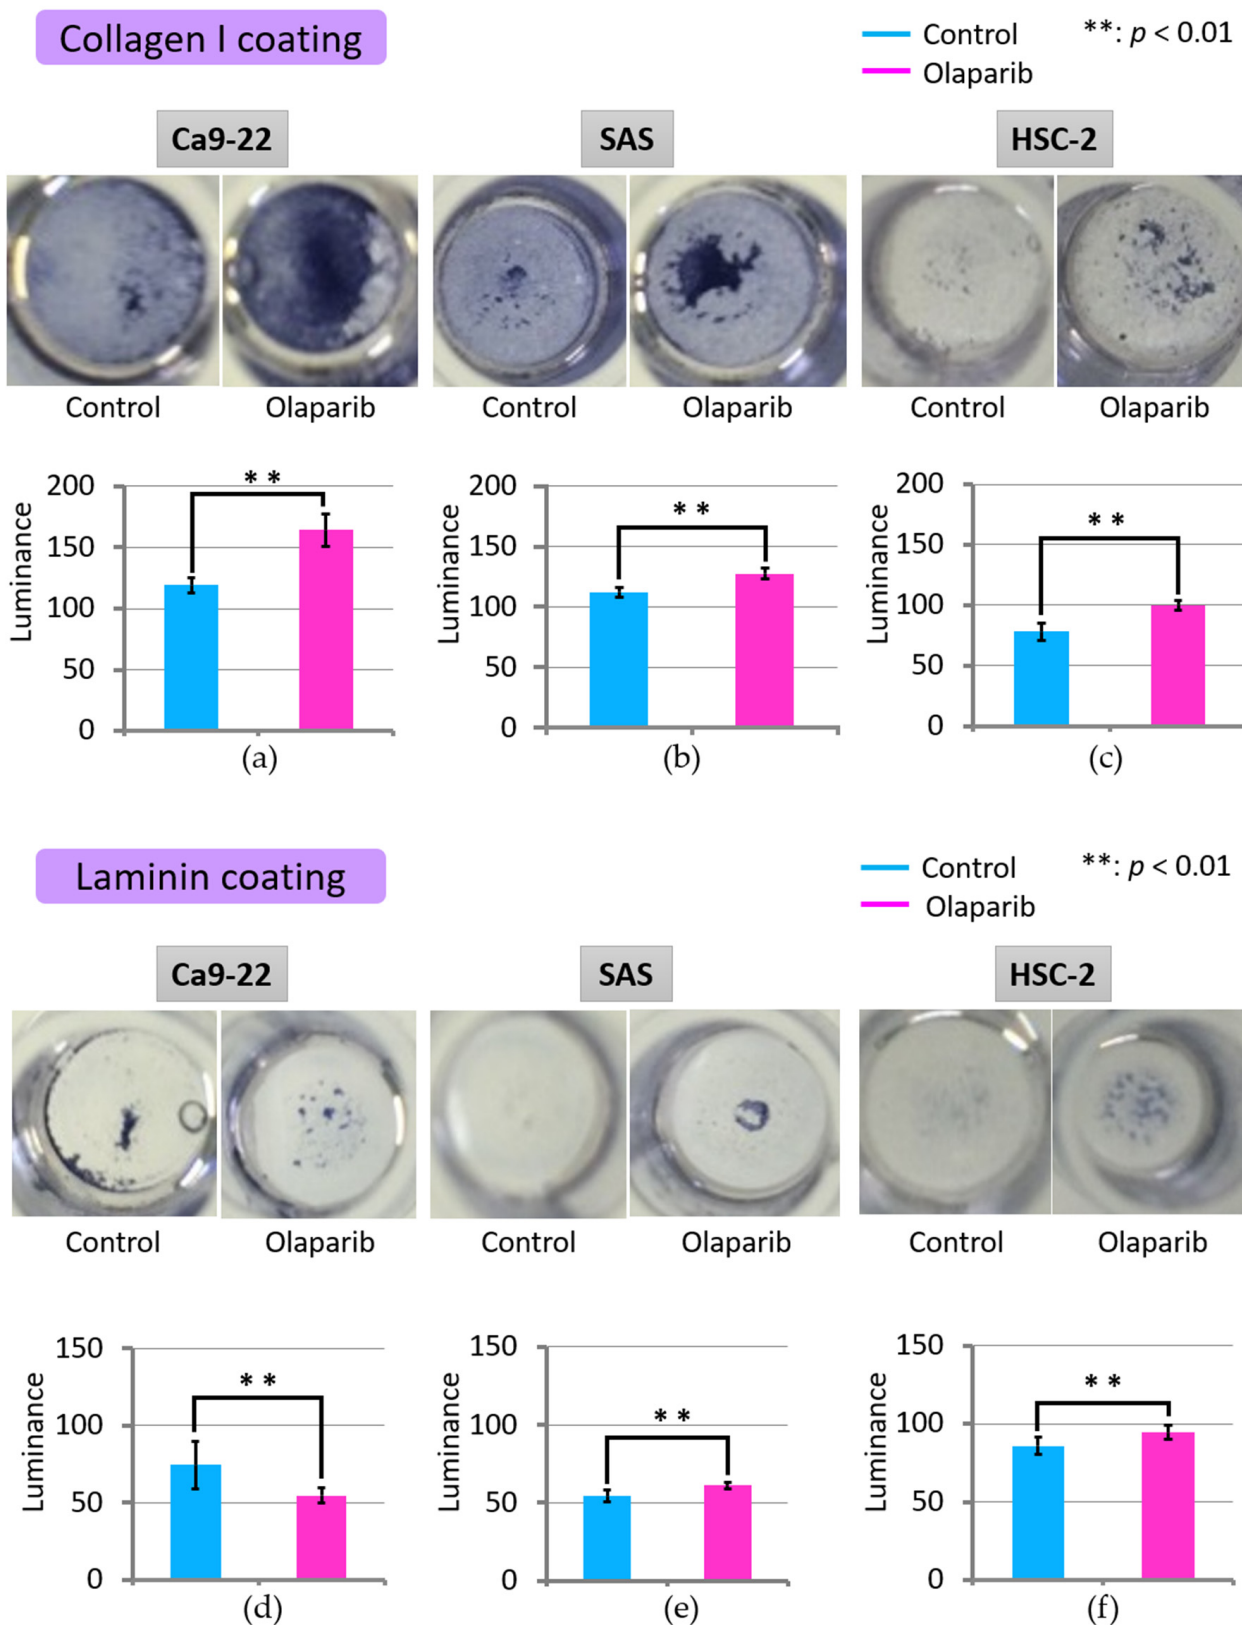 Collagen I coating
Control
**: p < 0.01
Olaparib
Ca9-22
SAS
HSC-2
Control
Olaparib
Control
Olaparib
Control
Olaparib
Luminance
200
150
100
50
0
* *
(a)
Luminance
200
150
100
50
0
* *
(b)
Luminance
200
150
100
50
0
* *
(c)
Laminin coating
Control
**: p < 0.01
Olaparib
Ca9-22
SAS
HSC-2
Control
Olaparib
Control
Olaparib
Control
Olaparib
Luminance
150
100
50
0
* *
(d)
Luminance
150
100
50
0
* *
(e)
Luminance
150
100
50
0
* *
(f)